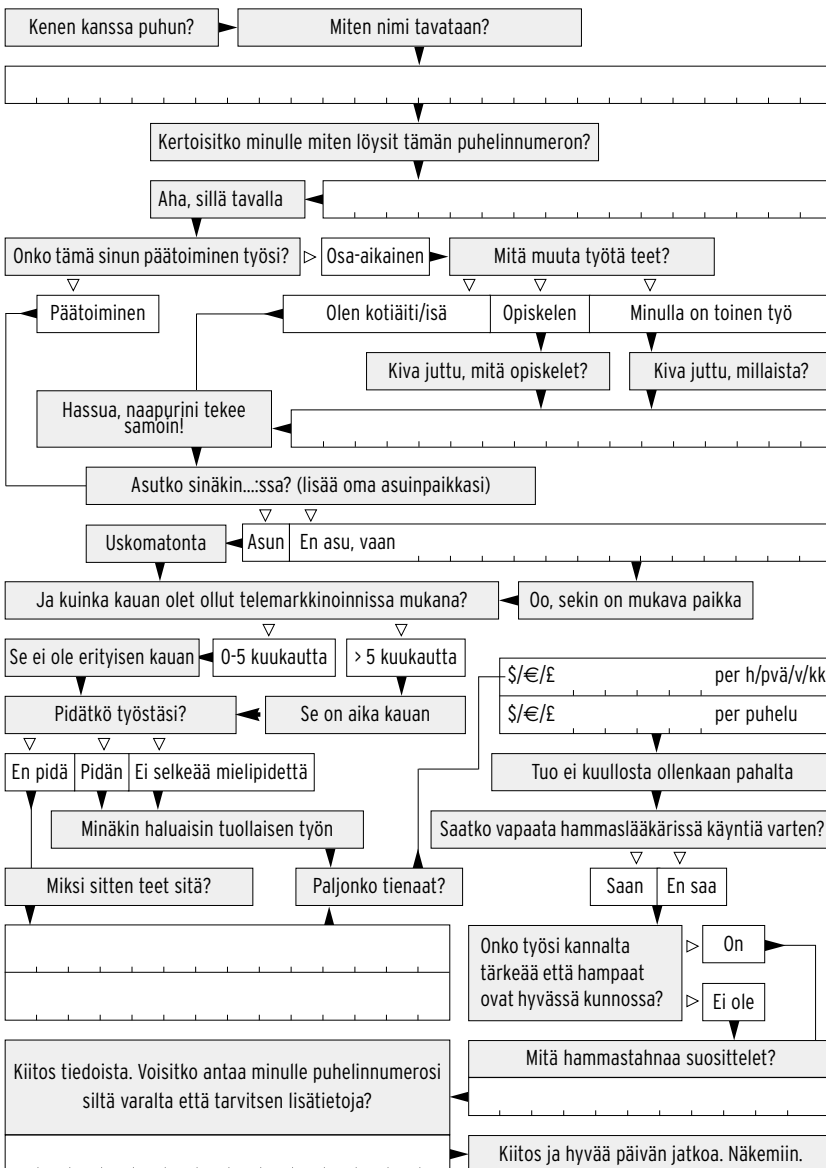 Kenen kanssa puhun?
Miten nimi tavataan?
Kertoisitko minulle miten löysit tämän puhelinnumeron?
Aha, sillä tavalla
Onko tämä sinun päätoiminen työsi?
Osa-aikainen
Mitä muuta työtä teet?
Päätoiminen
Olen kotiäiti/isä
Opiskelen
Minulla on toinen työ
Kiva juttu, mitä opiskelet?
Kiva juttu, millaista?
Hassua, naapurini tekee
samoin!
Asutko sinäkin...:ssa? (lisää oma asuinpaikkasi)
Uskomatonta
Asun
En asu, vaan
Ja kuinka kauan olet ollut telemarkkinoinnissa mukana?
Oo, sekin on mukava paikka
Se ei ole erityisen kauan
0-5 kuukautta
> 5 kuukautta
$/€/£ per h/pvä/v/kk
Pidätkö työstäsi?
Se on aika kauan
$/€/£ per puhelu
En pidä
Pidän
Ei selkeää mielipidettä
Tuo ei kuullosta ollenkaan pahalta
Minäkin haluaisin tuollaisen työn
Saatko vapaata hammaslääkärissä käyntiä varten?
Miksi sitten teet sitä?
Paljonko tienaat?
Saan
En saa
Onko työsi kannalta
tärkeää että hampaat
ovat hyvässä kunnossa?
On
Ei ole
Mitä hammastahnaa suosittelet?
Kiitos tiedoista. Voisitko antaa minulle puhelinnumerosi
siltä varalta että tarvitsen lisätietoja?
Kiitos ja hyvää päivän jatkoa. Näkemiin.